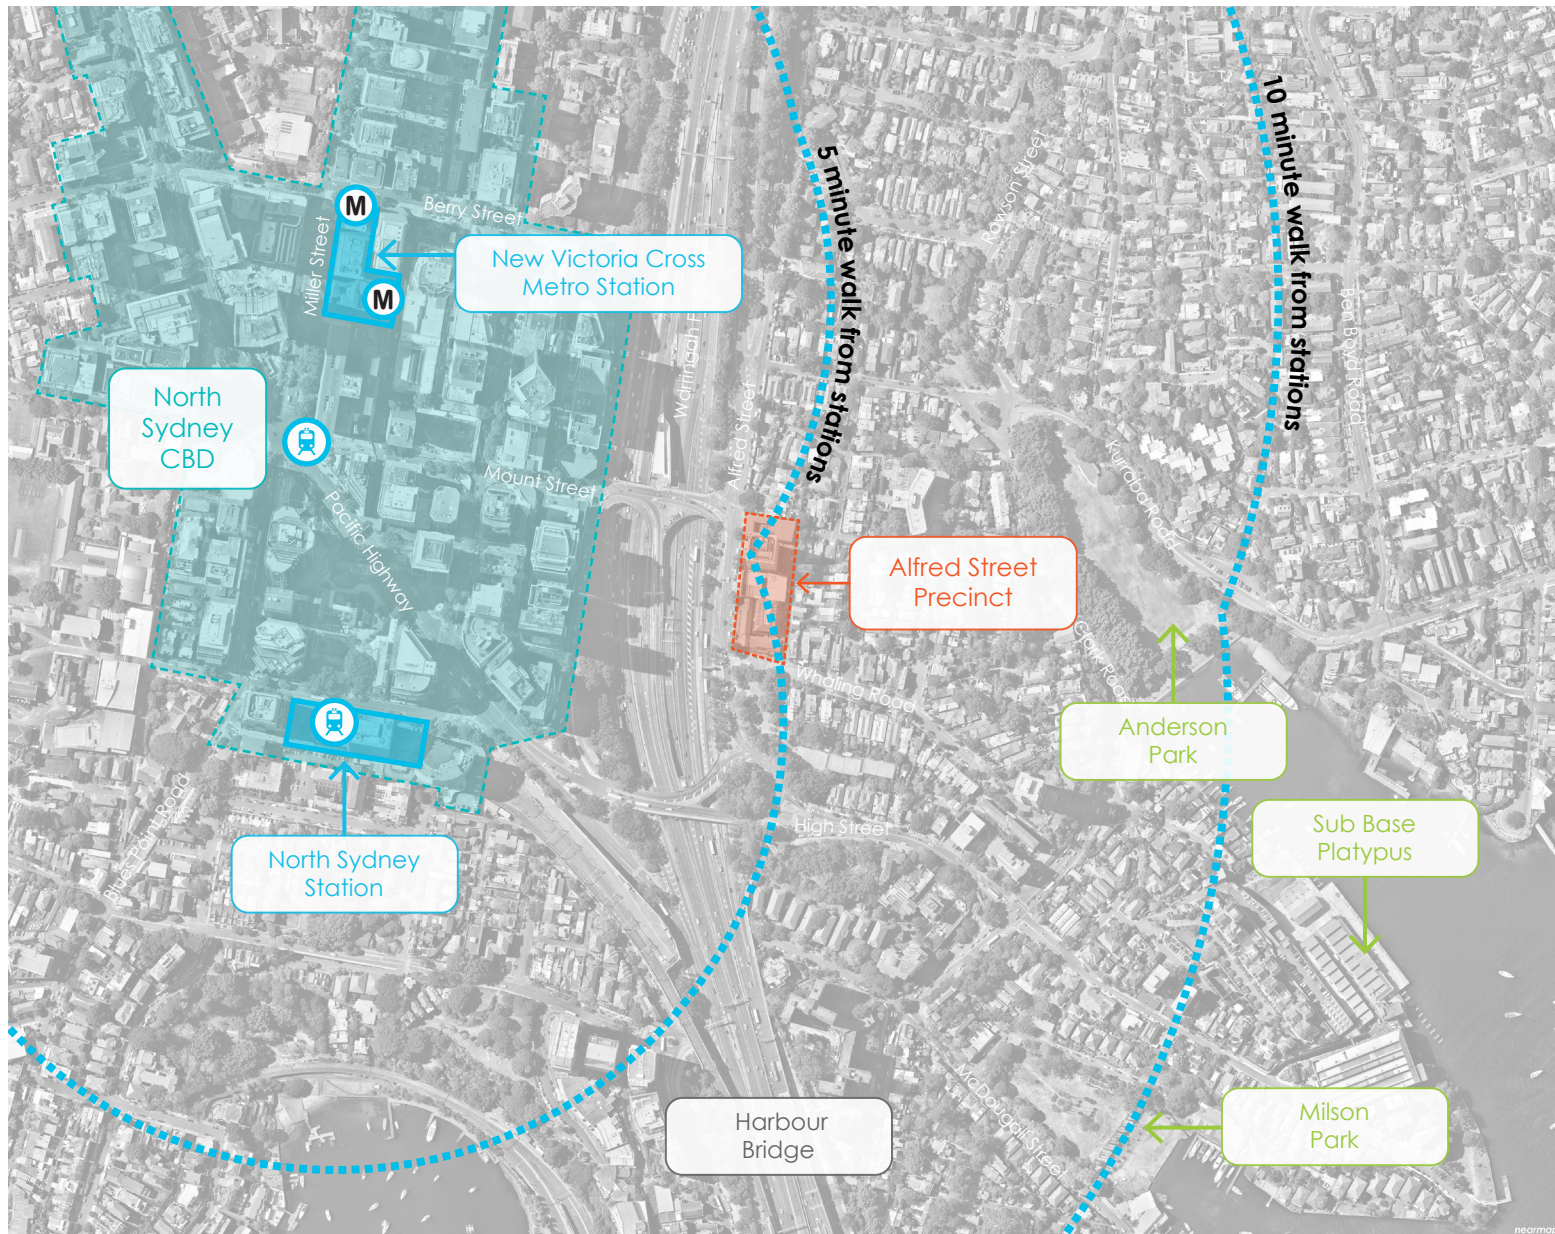 5 minute walk from stations
10 minute walk from stations
M
Berry Street
Miller Street
New Victoria Cross
Metro Station
M
Rawson Street
Ben Boyd Road
North
Sydney
CBD
Alfred Street
Mount Street
Pacific Highway
Kurraba Road
Alfred Street
Precinct
Clark Road
Whaling Road
Anderson
Park
Blues Point Road
High Street
Sub Base
Platypus
North Sydney
Station
McDougall Street
Harbour
Bridge
Milson
Park
nearmap